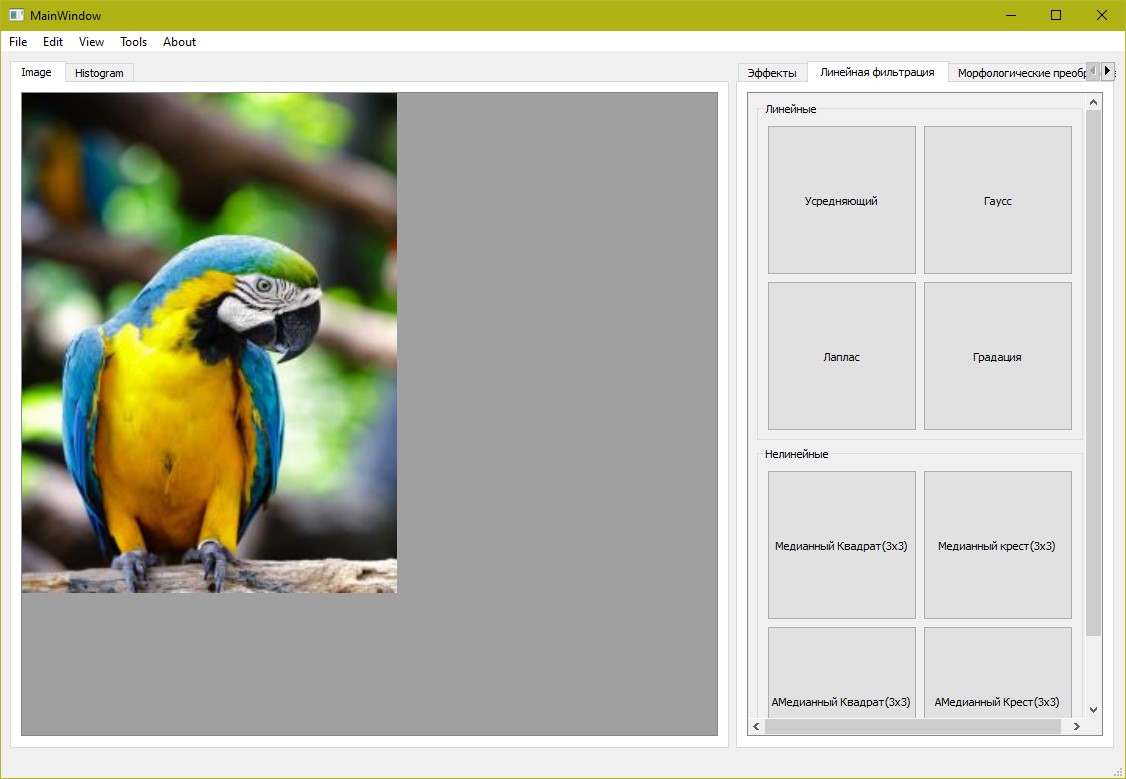 MainWindow
File Edit View Tools About
Image Histogram
Эффекты Линейная фильтрация Морфологические
Линейные
Усредняющий Гаусс
Лаплас Градация
Нелинейные
Медианный Квадрат(3x3) Медианный крест(3x3)
АМедианный Квадрат(3x3) АМедианный Крест(3x3)